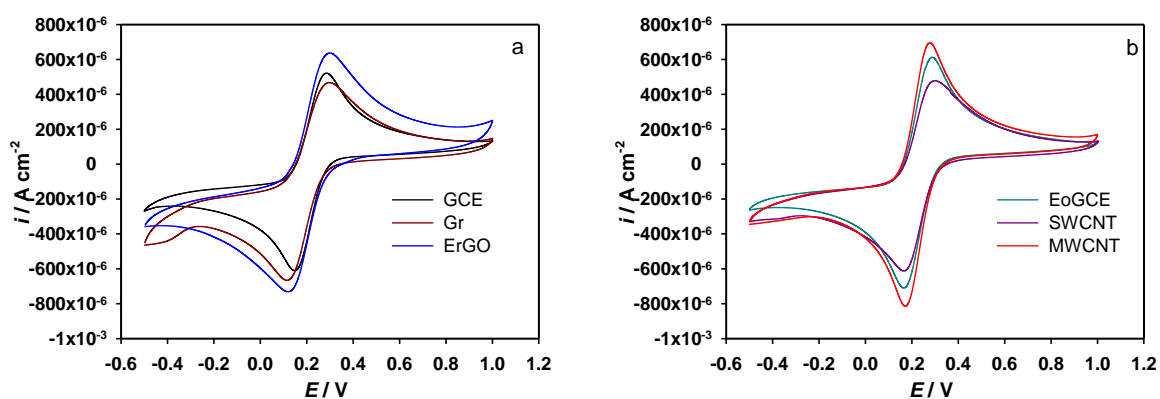 a
i / A cm⁻²
800x10⁻⁶
600x10⁻⁶
400x10⁻⁶
200x10⁻⁶
0
-200x10⁻⁶
-400x10⁻⁶
-600x10⁻⁶
-800x10⁻⁶
-1x10⁻³
GCE
Gr
ErGO
-0.6 -0.4 -0.2 0.0 0.2 0.4 0.6 0.8 1.0 1.2
E / V
b
i / A cm⁻²
800x10⁻⁶
600x10⁻⁶
400x10⁻⁶
200x10⁻⁶
0
-200x10⁻⁶
-400x10⁻⁶
-600x10⁻⁶
-800x10⁻⁶
-1x10⁻³
EoGCE
SWCNT
MWCNT
-0.6 -0.4 -0.2 0.0 0.2 0.4 0.6 0.8 1.0 1.2
E / V